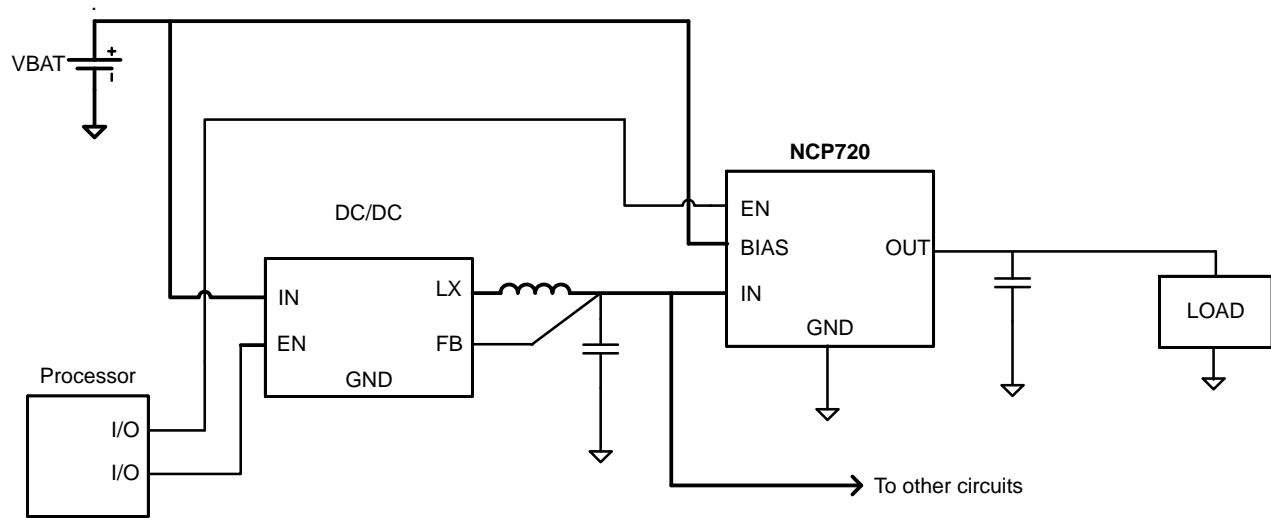 VBAT
+
NCP720
DC/DC
EN
BIAS
OUT
LX
IN
IN
LOAD
EN
FB
GND
GND
Processor
I/O
I/O
To other circuits